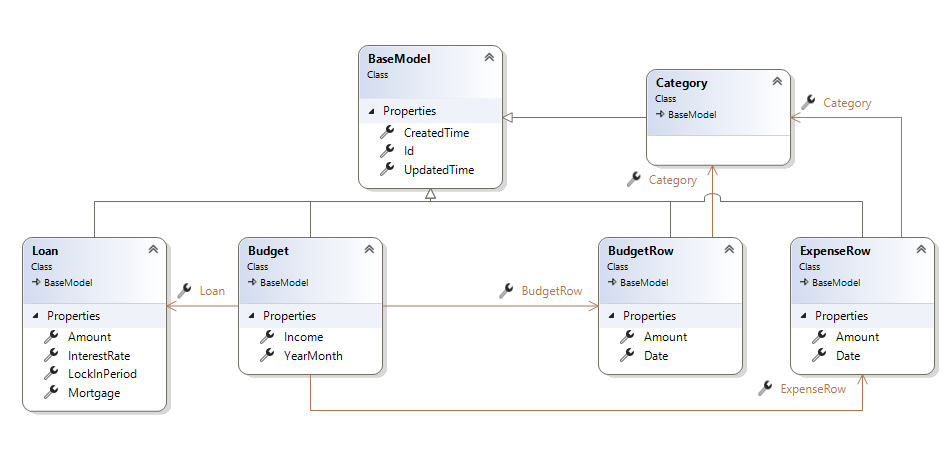 BaseModel
Class
Properties
CreatedTime
Id
UpdatedTime
Category
Class
BaseModel
Category
Category
Loan
Class
BaseModel
Properties
Amount
InterestRate
LockInPeriod
Mortgage
Loan
Budget
Class
BaseModel
Properties
Income
YearMonth
BudgetRow
BudgetRow
Class
BaseModel
Properties
Amount
Date
ExpenseRow
Class
BaseModel
Properties
Amount
Date
ExpenseRow